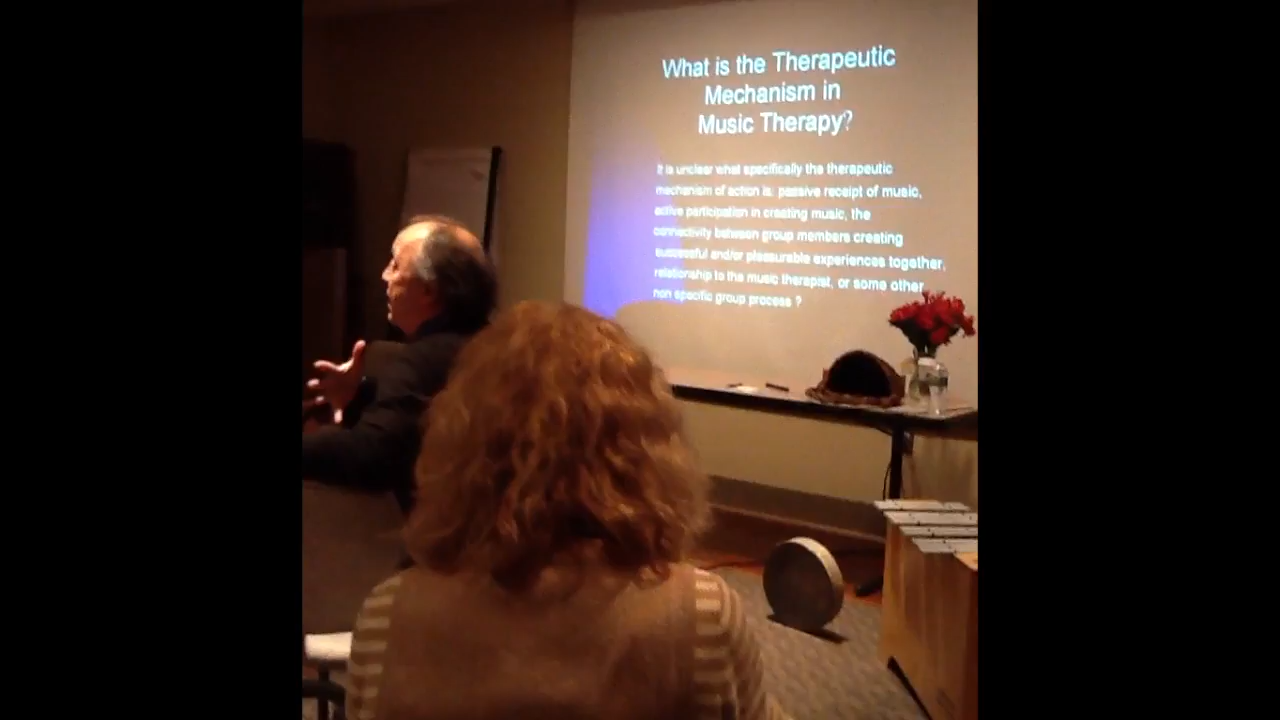 What is the Therapeutic
Mechanism in
Music Therapy?
It is unclear what specifically the therapeutic
mechanism of action is: passive receipt of music,
active participation in creating music, the
connectivity between group members creating
successful and/or pleasurable experiences together,
relationship to the music therapist, or some other
non specific group process ?